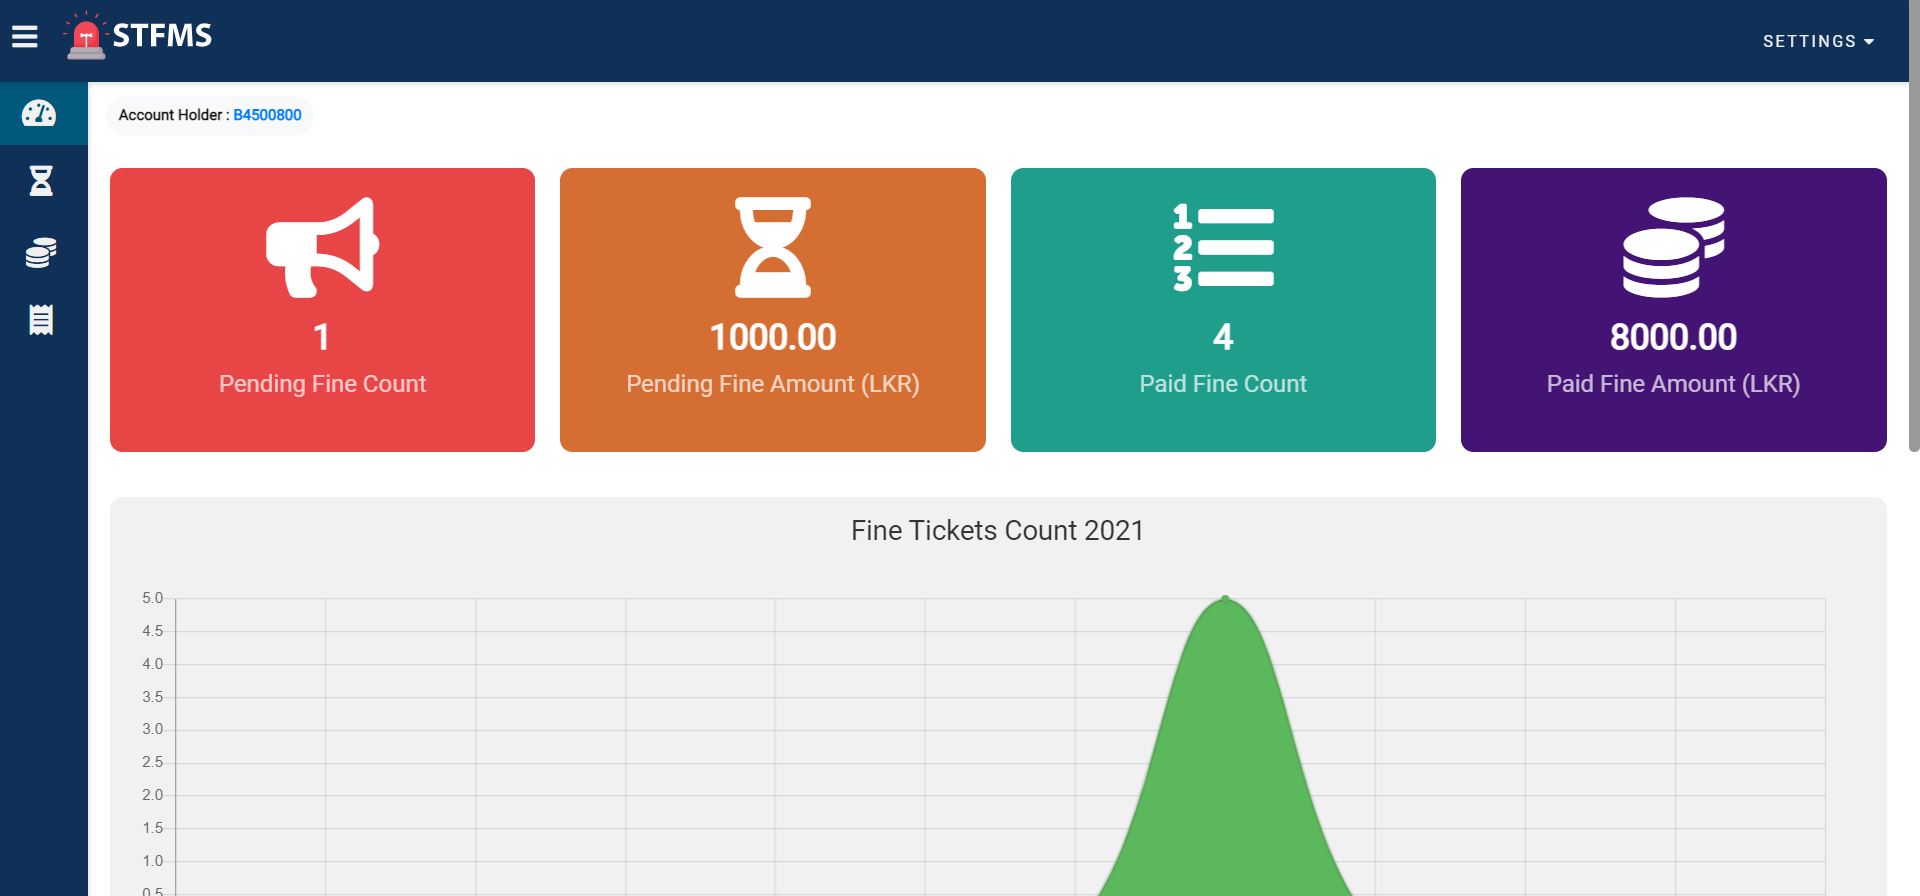 STFMS
SETTINGS
Account Holder : B4500800
1
Pending Fine Count
1000.00
Pending Fine Amount (LKR)
1
2
3
4
Paid Fine Count
8000.00
Paid Fine Amount (LKR)
Fine Tickets Count 2021
5.0
4.5
4.0
3.5
3.0
2.5
2.0
1.5
1.0
0.5